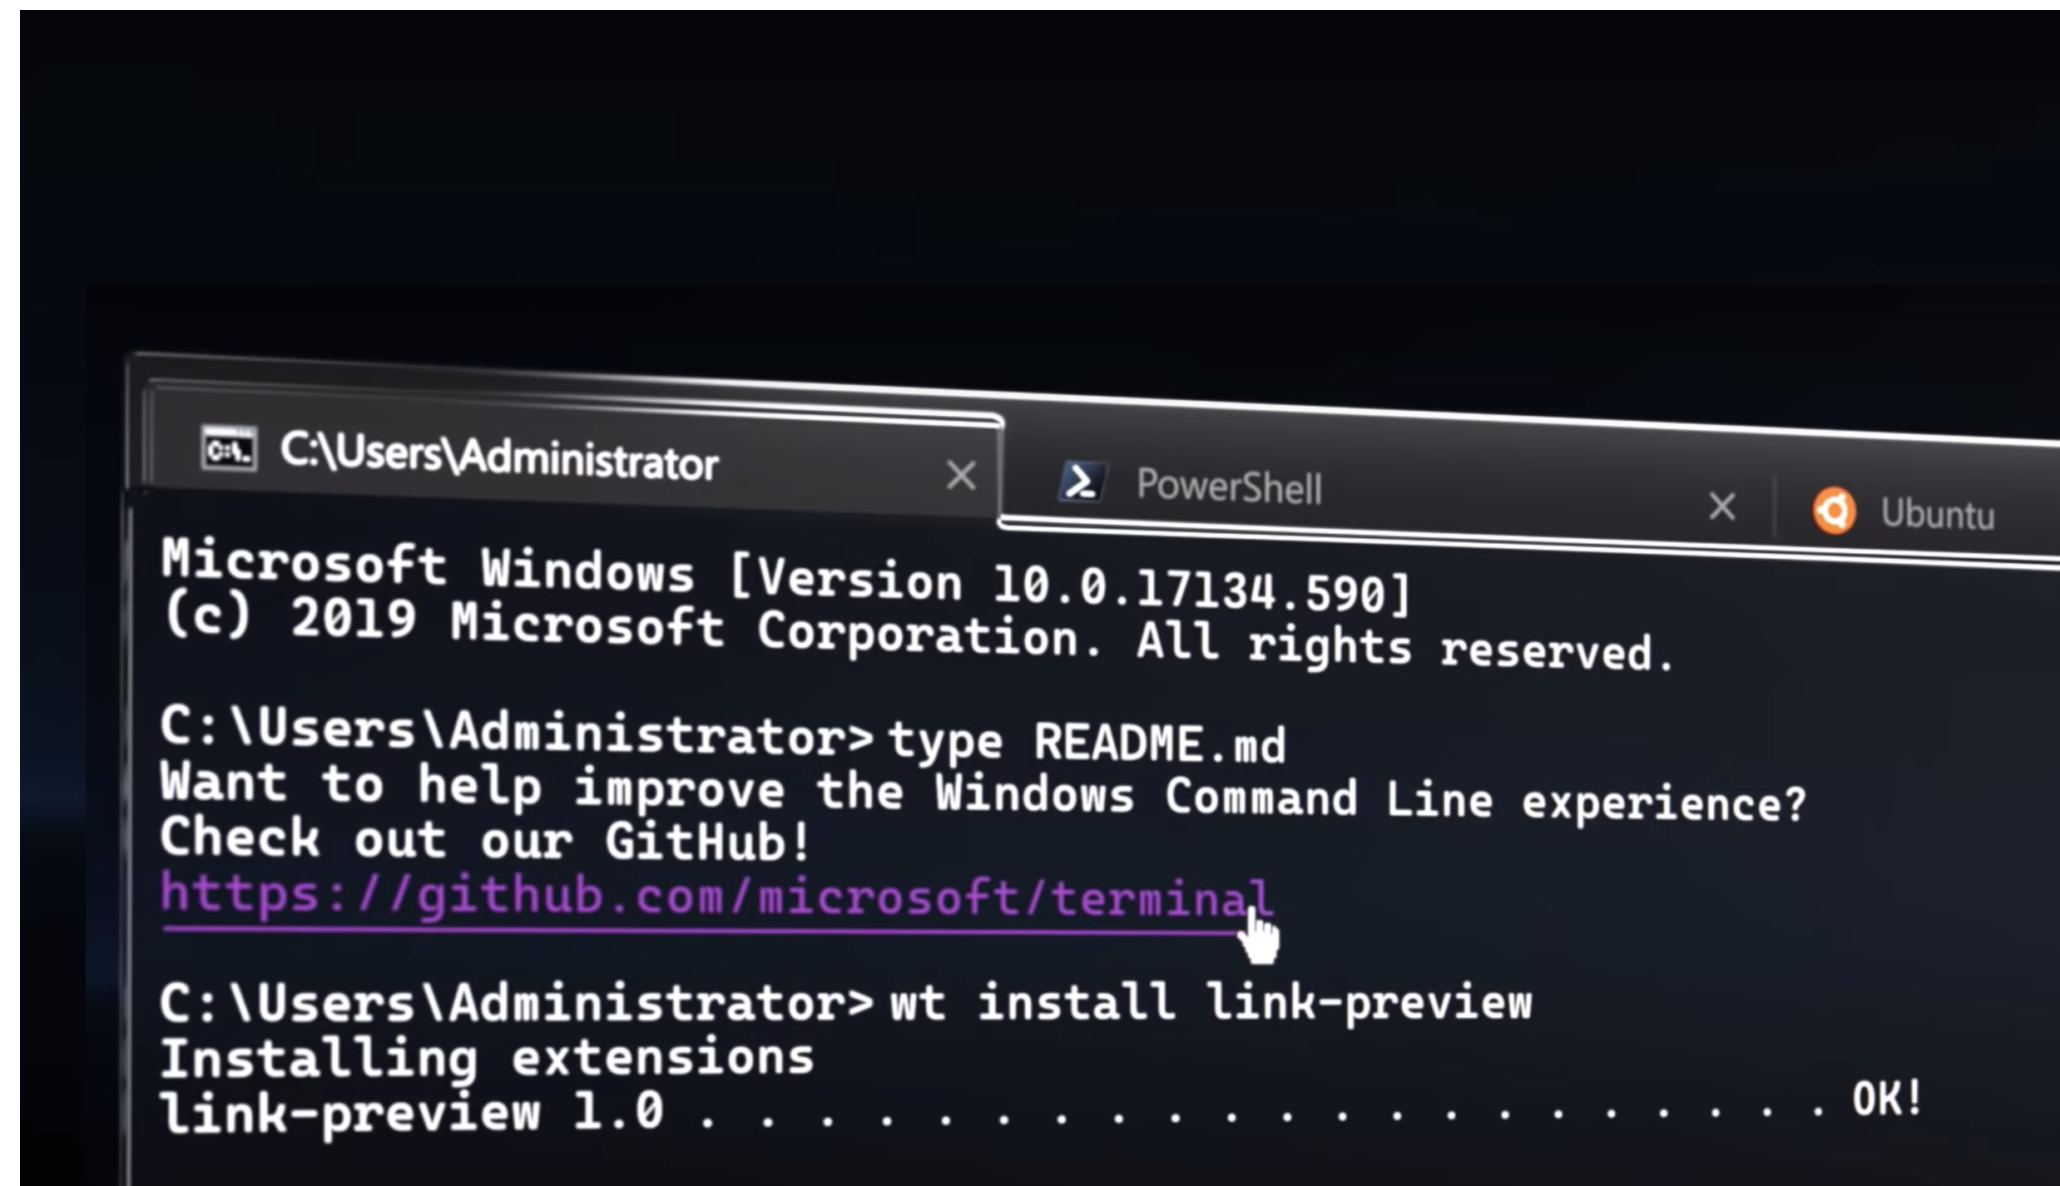 C:\Users\Administrator
PowerShell
Ubuntu
Microsoft Windows [Version 10.0.17134.590]
(c) 2019 Microsoft Corporation. All rights reserved.
C:\Users\Administrator>type README.md
Want to help improve the Windows Command Line experience?
Check out our GitHub!
https://github.com/microsoft/terminal
C:\Users\Administrator>wt install link-preview
Installing extensions
link-preview 1.0 . . . . . . . . . . . . . . . . . . . . OK!